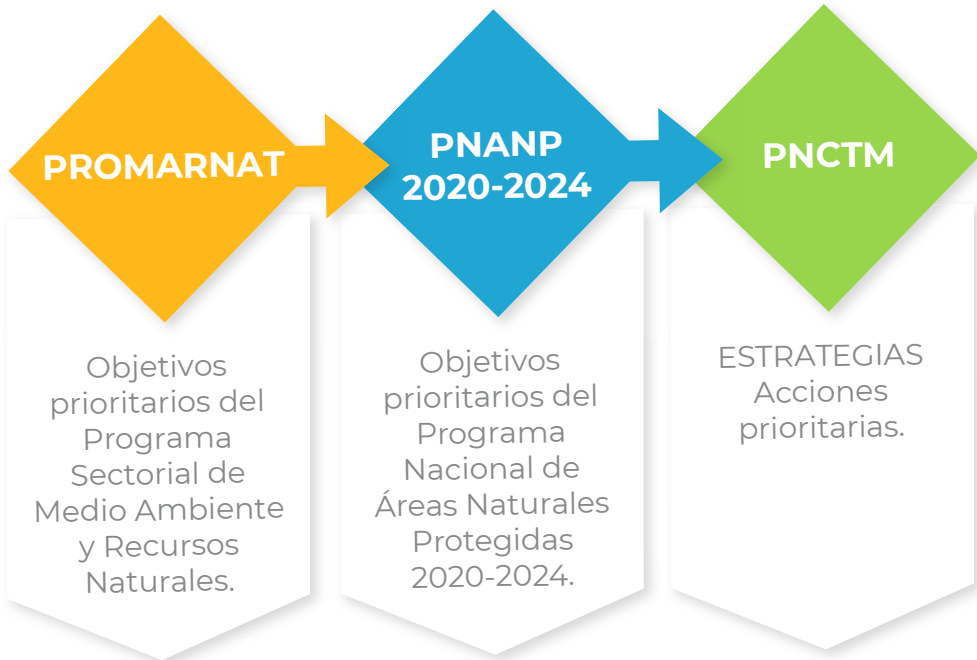 PROMARNAT
Objetivos
prioritarios del
Programa
Sectorial de
Medio Ambiente
y Recursos
Naturales.
PNANP
2020-2024
Objetivos
prioritarios del
Programa
Nacional de
Áreas Naturales
Protegidas
2020-2024.
PNCTM
ESTRATEGIAS
Acciones
prioritarias.